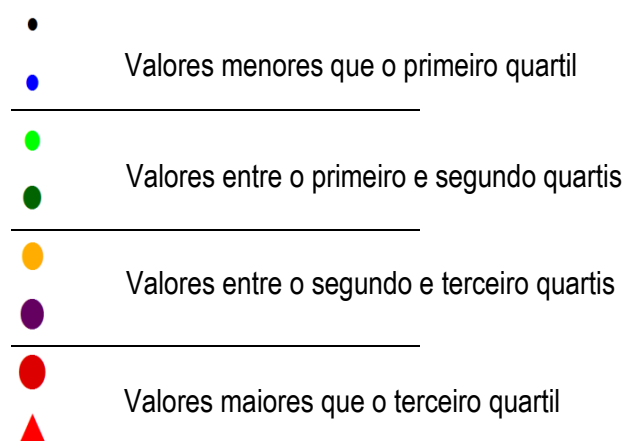 Valores menores que o primeiro quartil
Valores entre o primeiro e segundo quartis
Valores entre o segundo e terceiro quartis
Valores maiores que o terceiro quartil